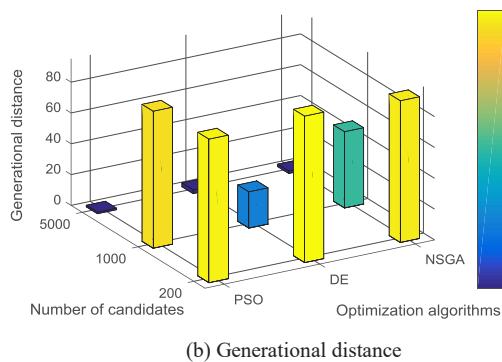 80
60
40
20
0
Generational distance
5000
1000
200
Number of candidates
PSO
DE
NSGA
Optimization algorithms
(b) Generational distance